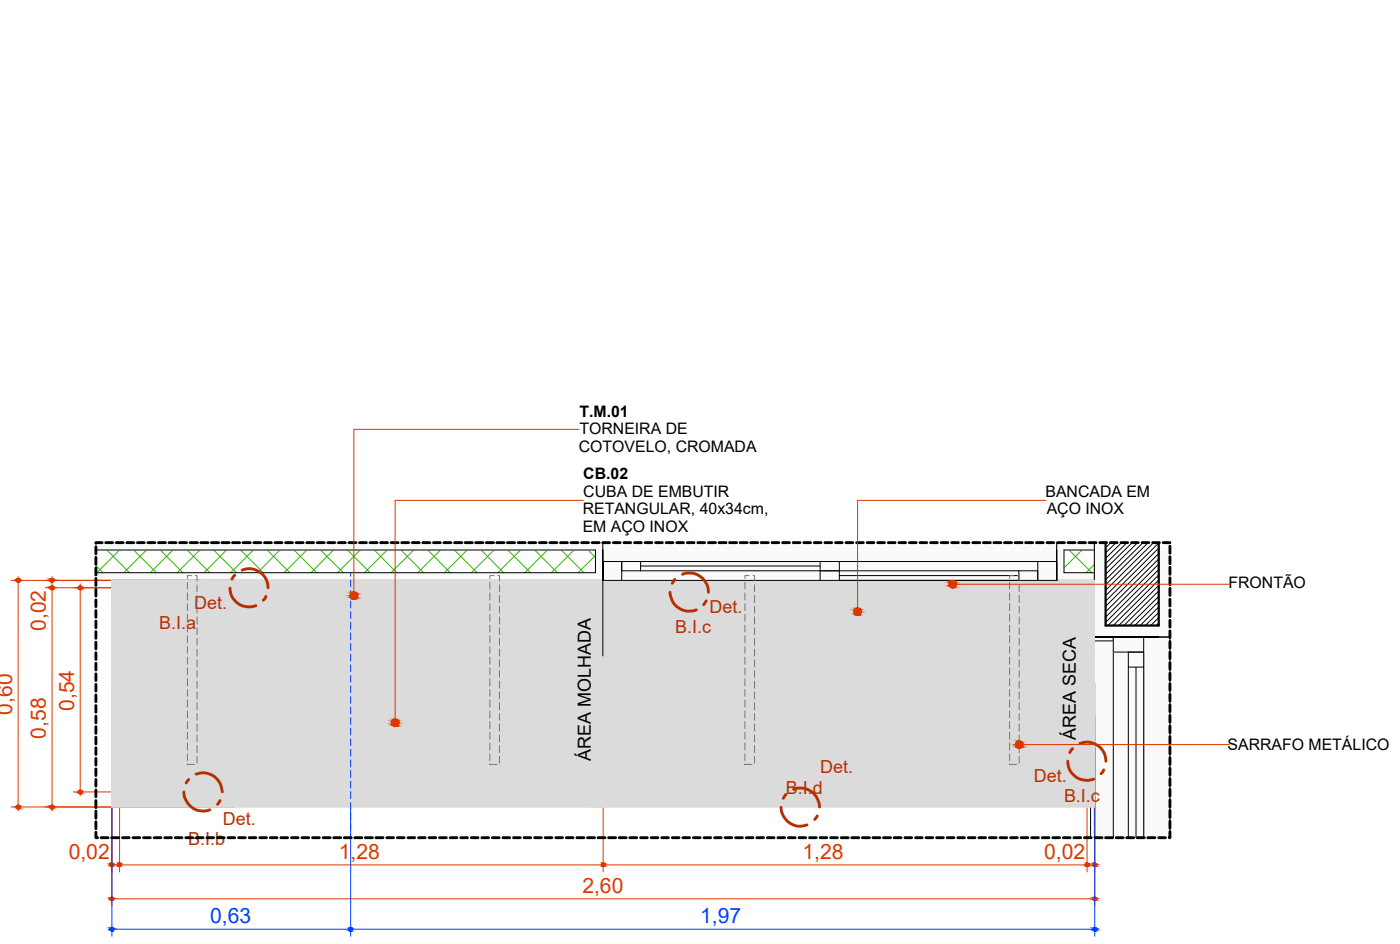 T.M.01
TORNEIRA DE
COTOVELO, CROMADA
CB.02
CUBA DE EMBUTIR
RETANGULAR, 40x34cm,
EM AÇO INOX
BANCADA EM
AÇO INOX
FRONTÃO
Det.
B.I.a
Det.
B.I.c
ÁREA MOLHADA
ÁREA SECA
0,02
0,60
0,58
0,54
SARRAFO METÁLICO
Det.
B.I.d
Det.
B.I.c
Det.
B.I.b
0,02
1,28
1,28
0,02
2,60
0,63
1,97